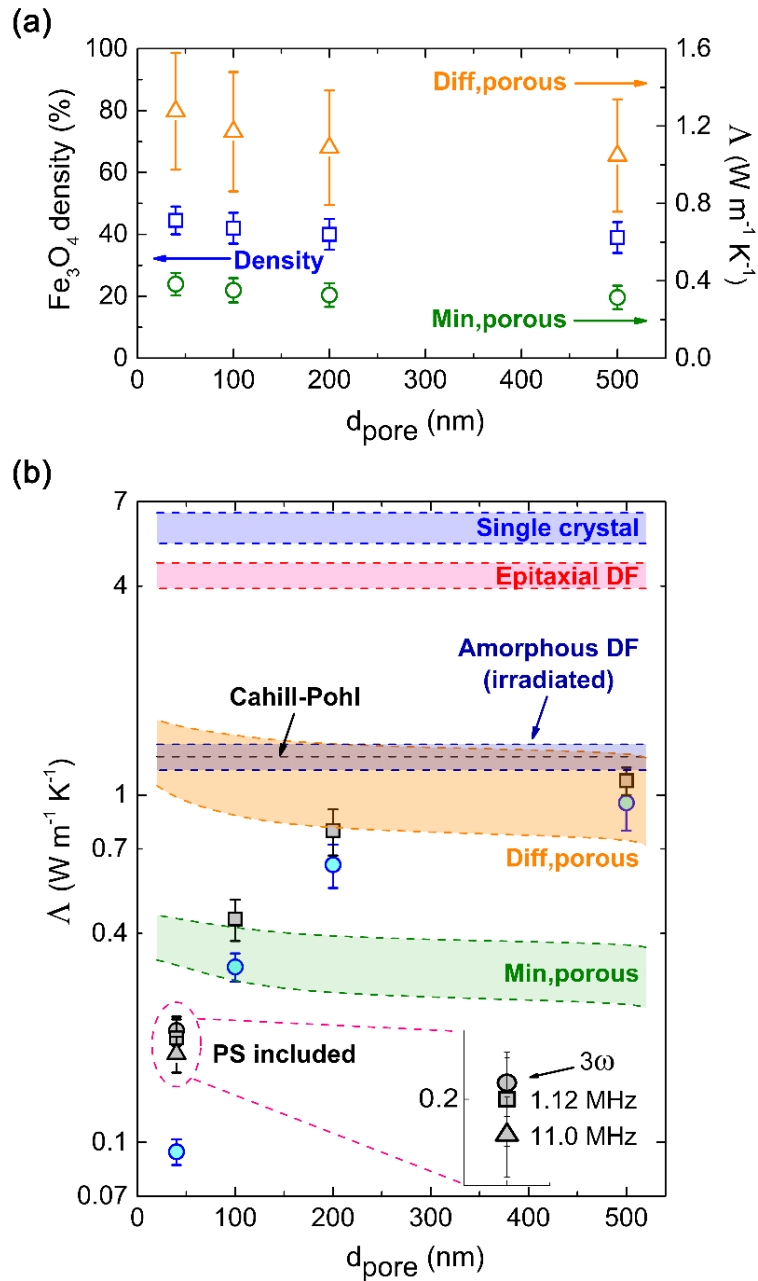 (a)
100
80
60
40
20
0
Fe₃O₄ density (%)
1.6
1.2
0.8
0.4
0.0
Λ (W m⁻¹ K⁻¹)
Diff,porous
Density
Min,porous
0 100 200 300 400 500
d_pore (nm)
(b)
7
4
1
0.7
0.4
0.1
0.07
Λ (W m⁻¹ K⁻¹)
Single crystal
Epitaxial DF
Amorphous DF
(irradiated)
Cahill-Pohl
Diff,porous
Min,porous
PS included
3ω
0.2
1.12 MHz
11.0 MHz
0 100 200 300 400 500
d_pore (nm)